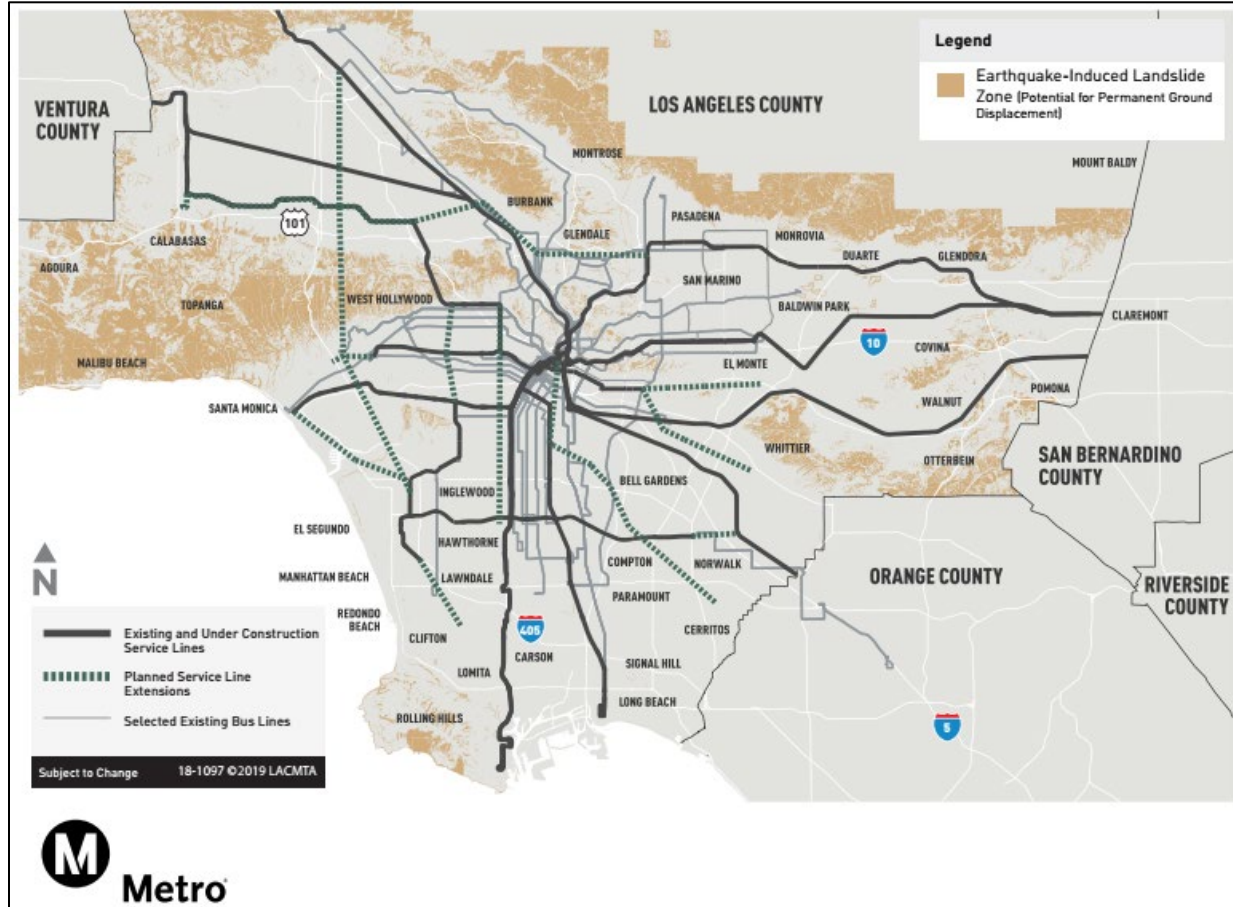 Legend
Earthquake-Induced Landslide
Zone (Potential for Permanent Ground
Displacement)
VENTURA
COUNTY
LOS ANGELES COUNTY
MONTROSE
MOUNT BALDY
BURBANK
PASADENA
101
GLENDALE
MONROVIA
CALABASAS
DUARTE
GLENDORA
AGOURA
SAN MARINO
TOPANGA
WEST HOLLYWOOD
BALDWIN PARK
CLAREMONT
10
COVINA
MALIBU BEACH
EL MONTE
POMONA
WALNUT
SANTA MONICA
WHITTIER
SAN BERNARDINO
COUNTY
OTTERBEIN
BELL GARDENS
INGLEWOOD
EL SEGUNDO
HAWTHORNE
COMPTON
NORWALK
ORANGE COUNTY
N
MANHATTAN BEACH
LAWNDALE
RIVERSIDE
COUNTY
PARAMOUNT
REDONDO
BEACH
CERRITOS
CLIFTON
405
CARSON
SIGNAL HILL
LOMITA
LONG BEACH
ROLLING HILLS
5
Existing and Under Construction
Service Lines
Planned Service Line
Extensions
Selected Existing Bus Lines
Subject to Change 18-1097 ©2019 LACMTA
M
Metro